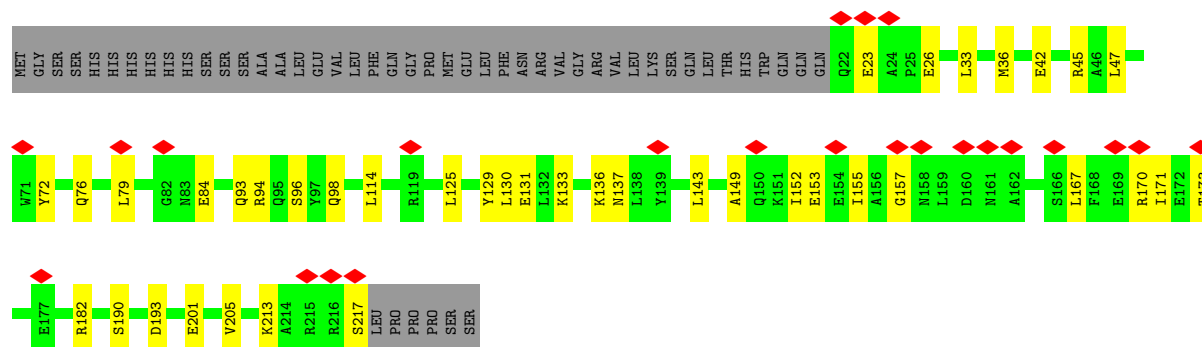 MET GLY SER SER HIS HIS HIS HIS HIS HIS SER SER SER ALA ALA LEU GLU VAL LEU PHE GLN GLY PRO MET GLU LEU PHE ASN ARG VAL GLY ARG VAL LEU LYS SER GLN LEU THR HIS TRP GLN GLN GLN Q22 E23 A24 P25 E26 L33 M36 E42 R45 A46 L47
W71 Y72 Q76 L79 G82 N83 E84 Q93 R94 Q95 S96 Y97 Q98 L114 R119 L125 Y129 L130 E131 L132 K133 K136 N137 L138 Y139 L143 A149 Q150 K151 I152 E153 E154 I155 A156 G157 N158 L159 D160 N161 A162 S166 L167 F168 E169 R170 I171 E172
E177 R182 S190 D193 E201 V205 K213 A214 R215 R216 S217 LEU PRO PRO PRO SER SER